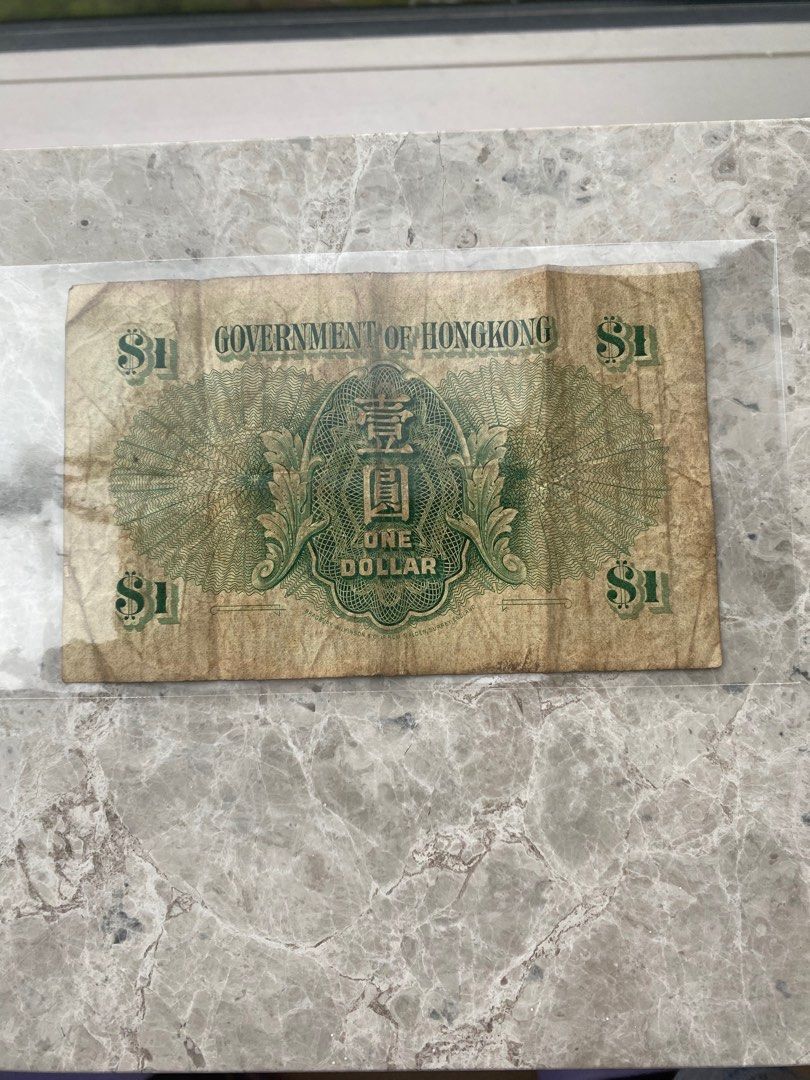 $1 GOVERNMENT OF HONGKONG $1
壹
圓
ONE
DOLLAR
$1 $1